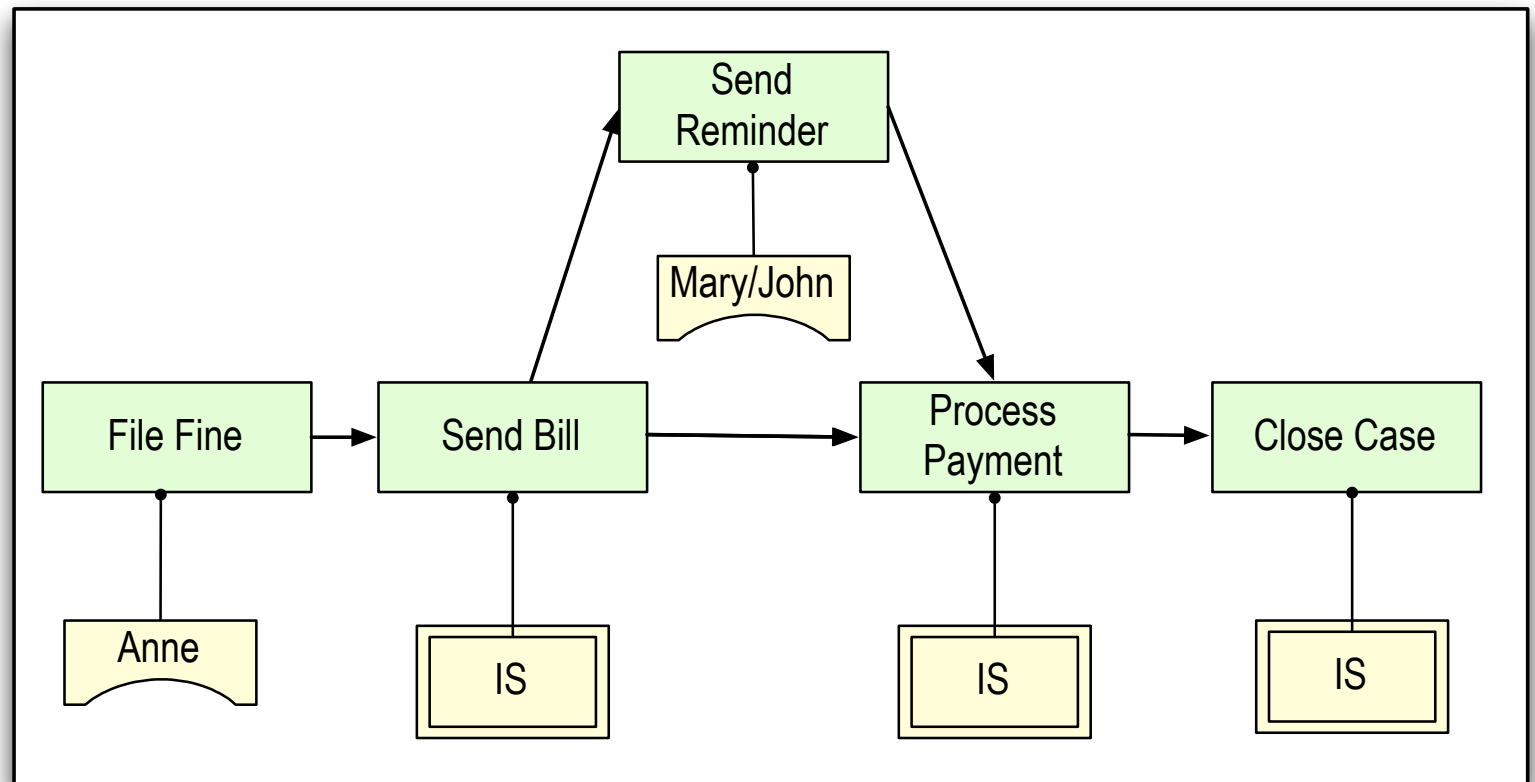 Send
Reminder
Mary/John
File Fine
Send Bill
Process
Payment
Close Case
Anne
IS
IS
IS